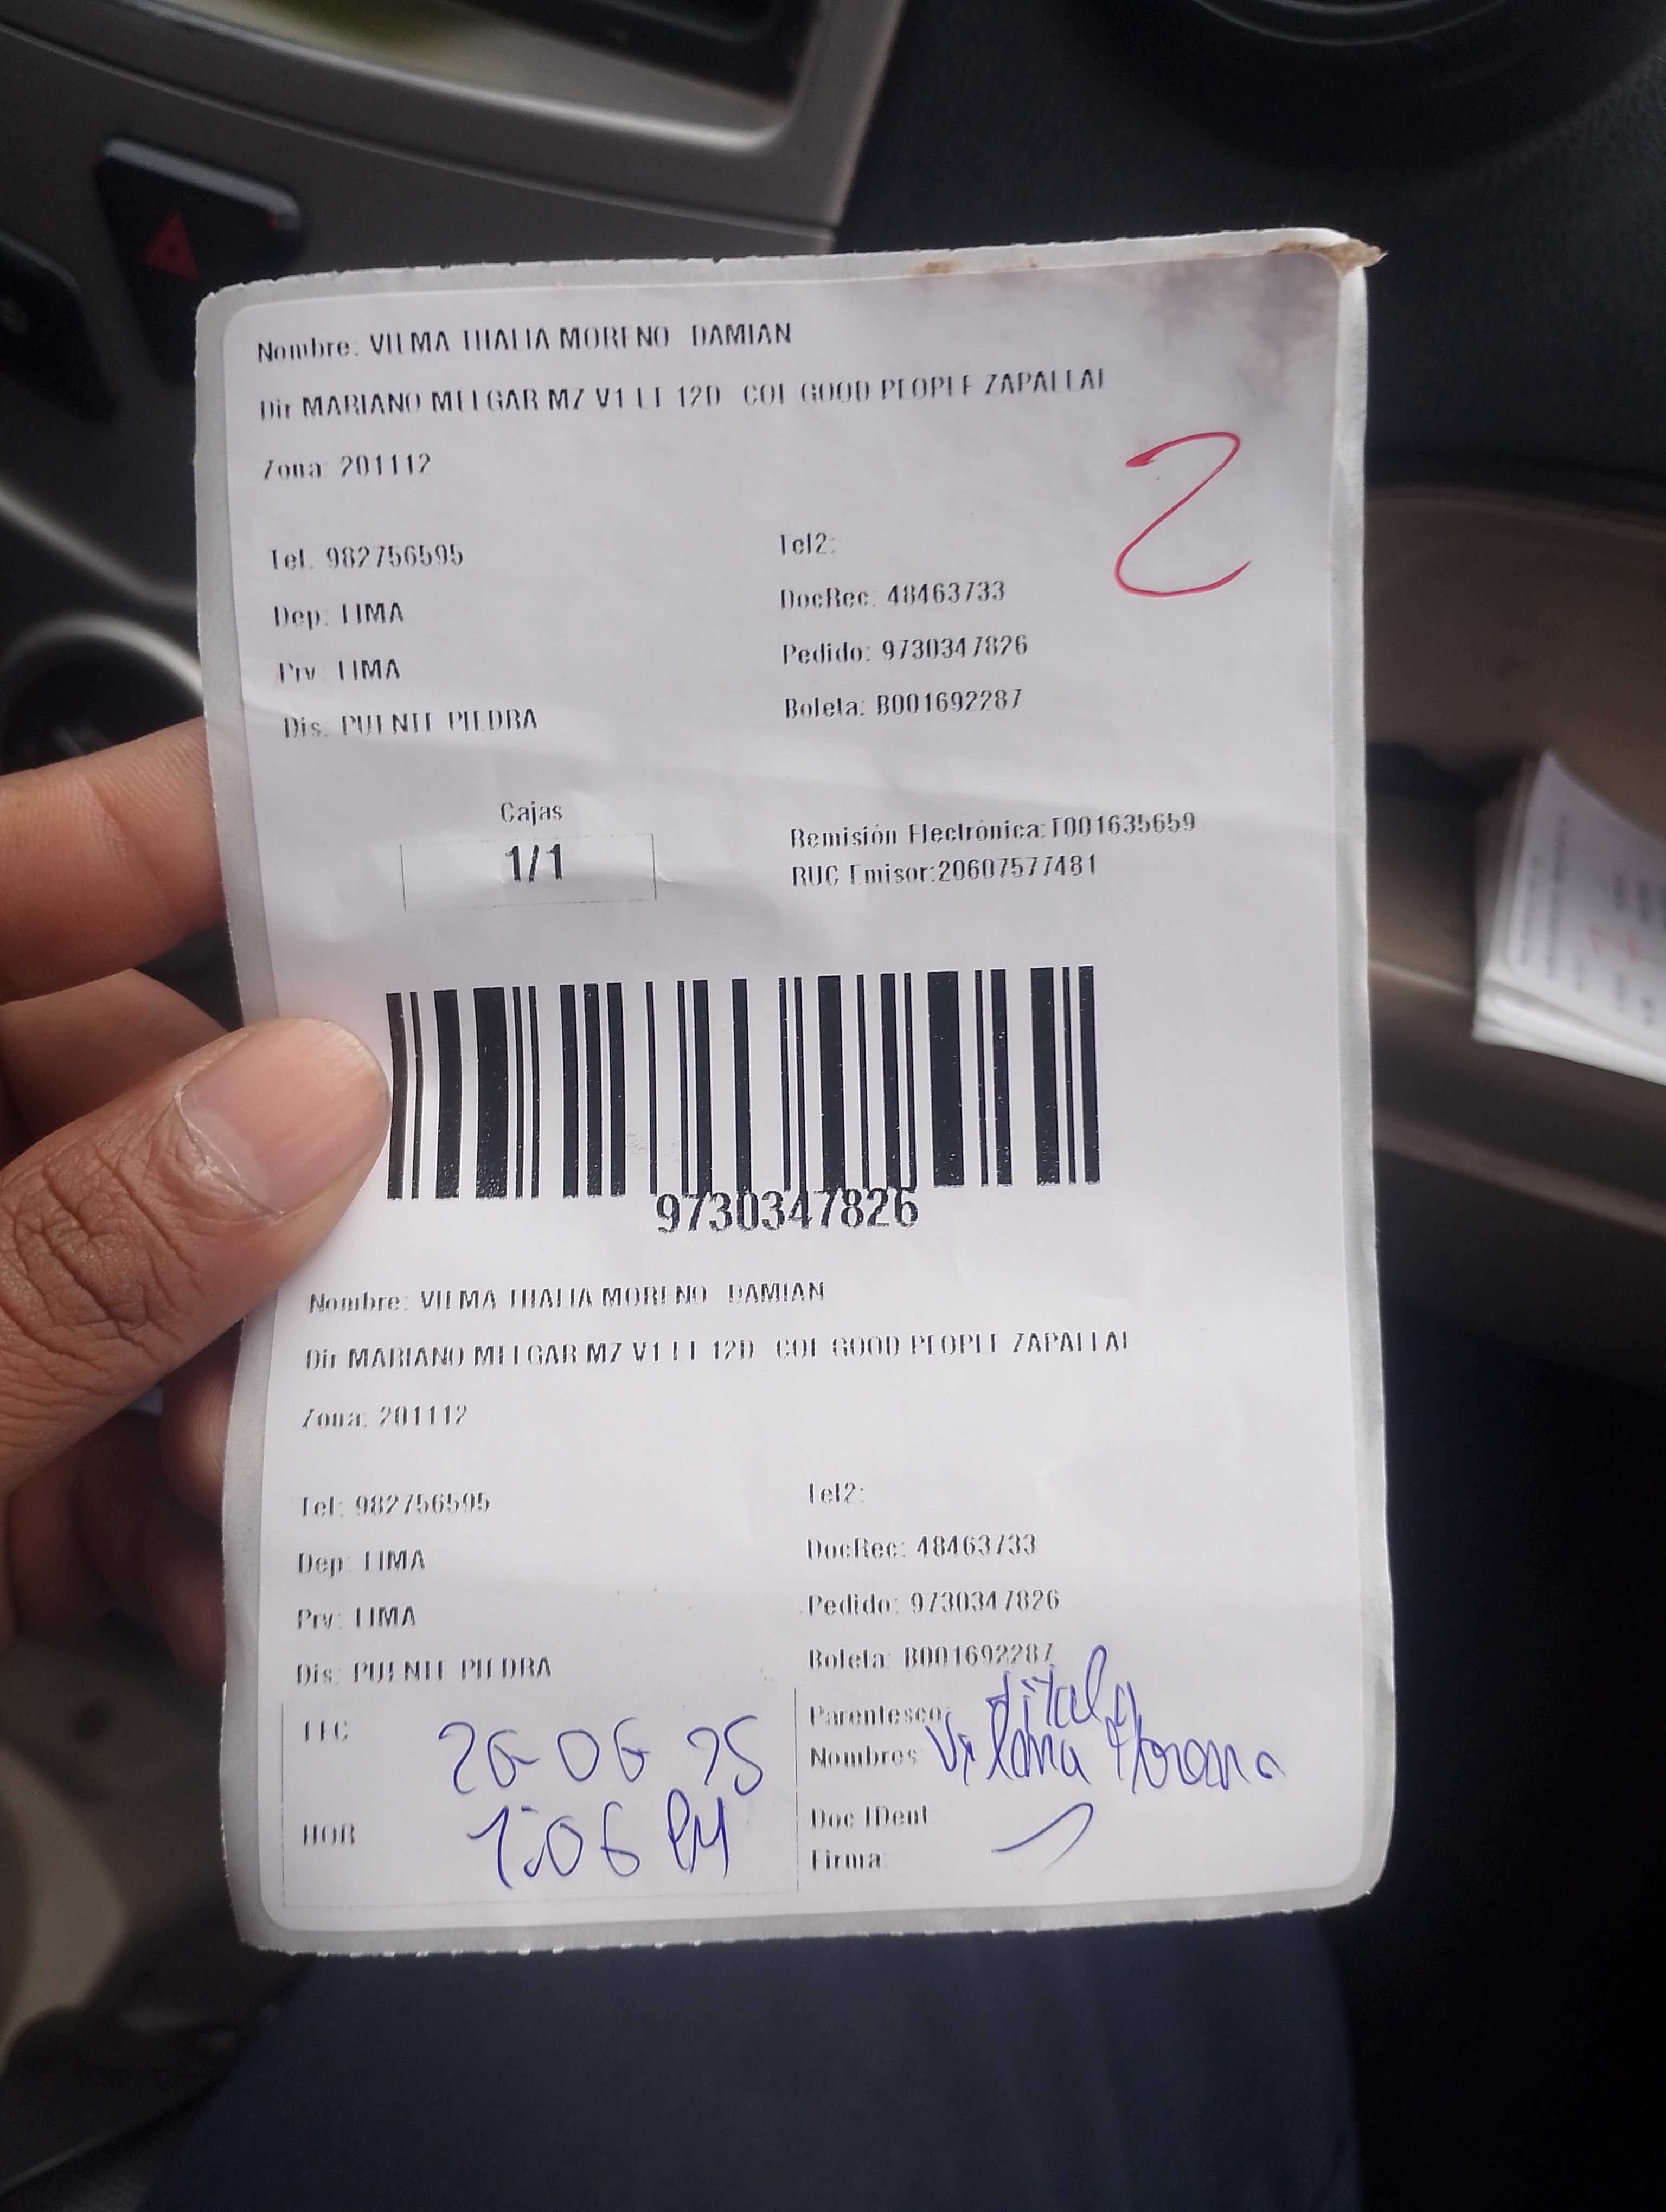 Nombre: VILMA THALIA MORENO DAMIAN
Dir MARIANO MELGAR MZ V1 LT 12D COL GOOD PEOPLE ZAPALLAL
Zona: 201112
2
Tel: 982756595
Tel2:
Dep: LIMA
DocRec: 48463733
Prv: LIMA
Pedido: 9730347826
Dis: PUENTE PIEDRA
Boleta: B001692287
Cajas
1/1
Remisión Electrónica:T001635659
RUC Emisor:20607577481
9730347826
Nombre: VILMA THALIA MORENO DAMIAN
Dir MARIANO MELGAR MZ V1 LT 12D COL GOOD PEOPLE ZAPALLAL
Zona: 201112
Tel: 982756595
Tel2:
Dep: LIMA
DocRec: 48463733
Prv: LIMA
Pedido: 9730347826
Dis: PUENTE PIEDRA
Boleta: B001692287
FEC 26-06 25
Parentesco:
Nombres
HOR 1:06 PM
Doc IDent
Firma: